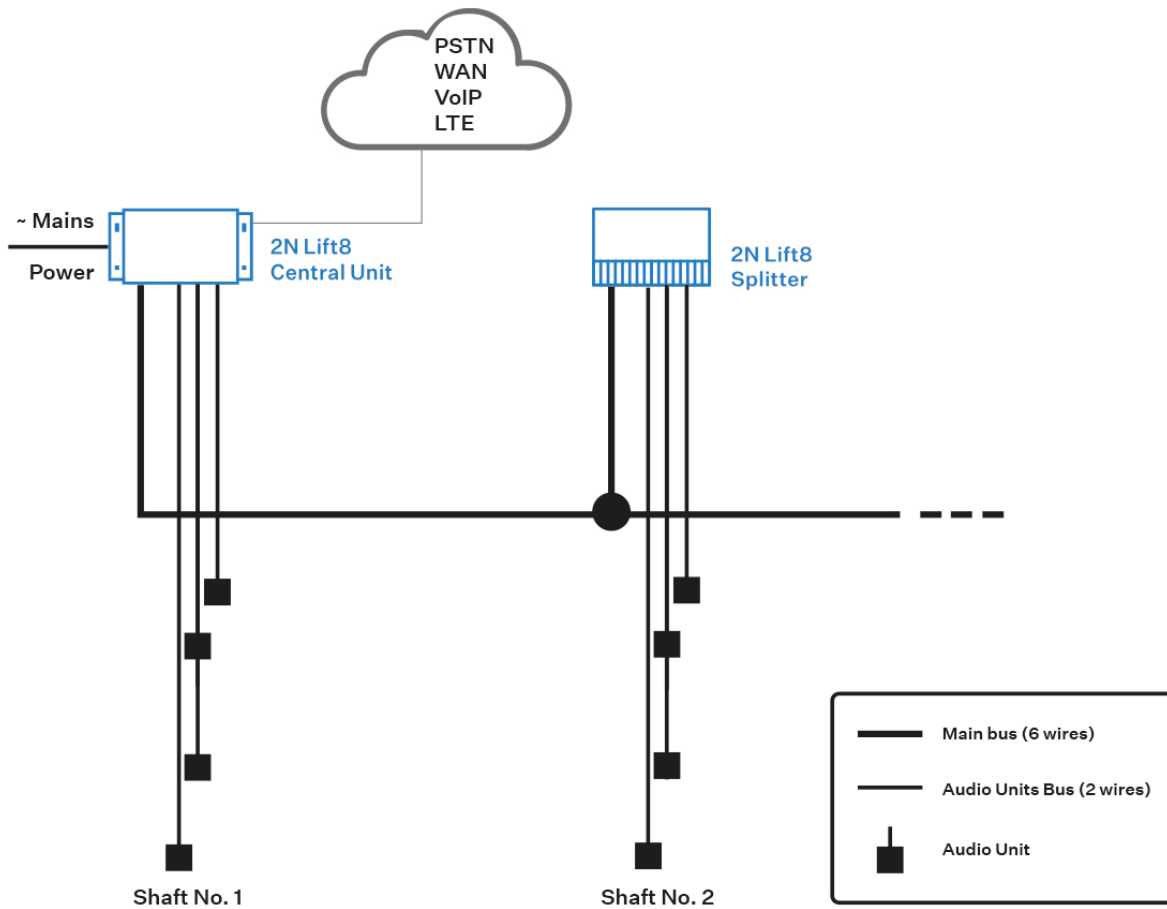 PSTN
WAN
VoIP
LTE
~ Mains
Power
2N Lift8
Central Unit
2N Lift8
Splitter
Main bus (6 wires)
Audio Units Bus (2 wires)
Audio Unit
Shaft No. 1
Shaft No. 2